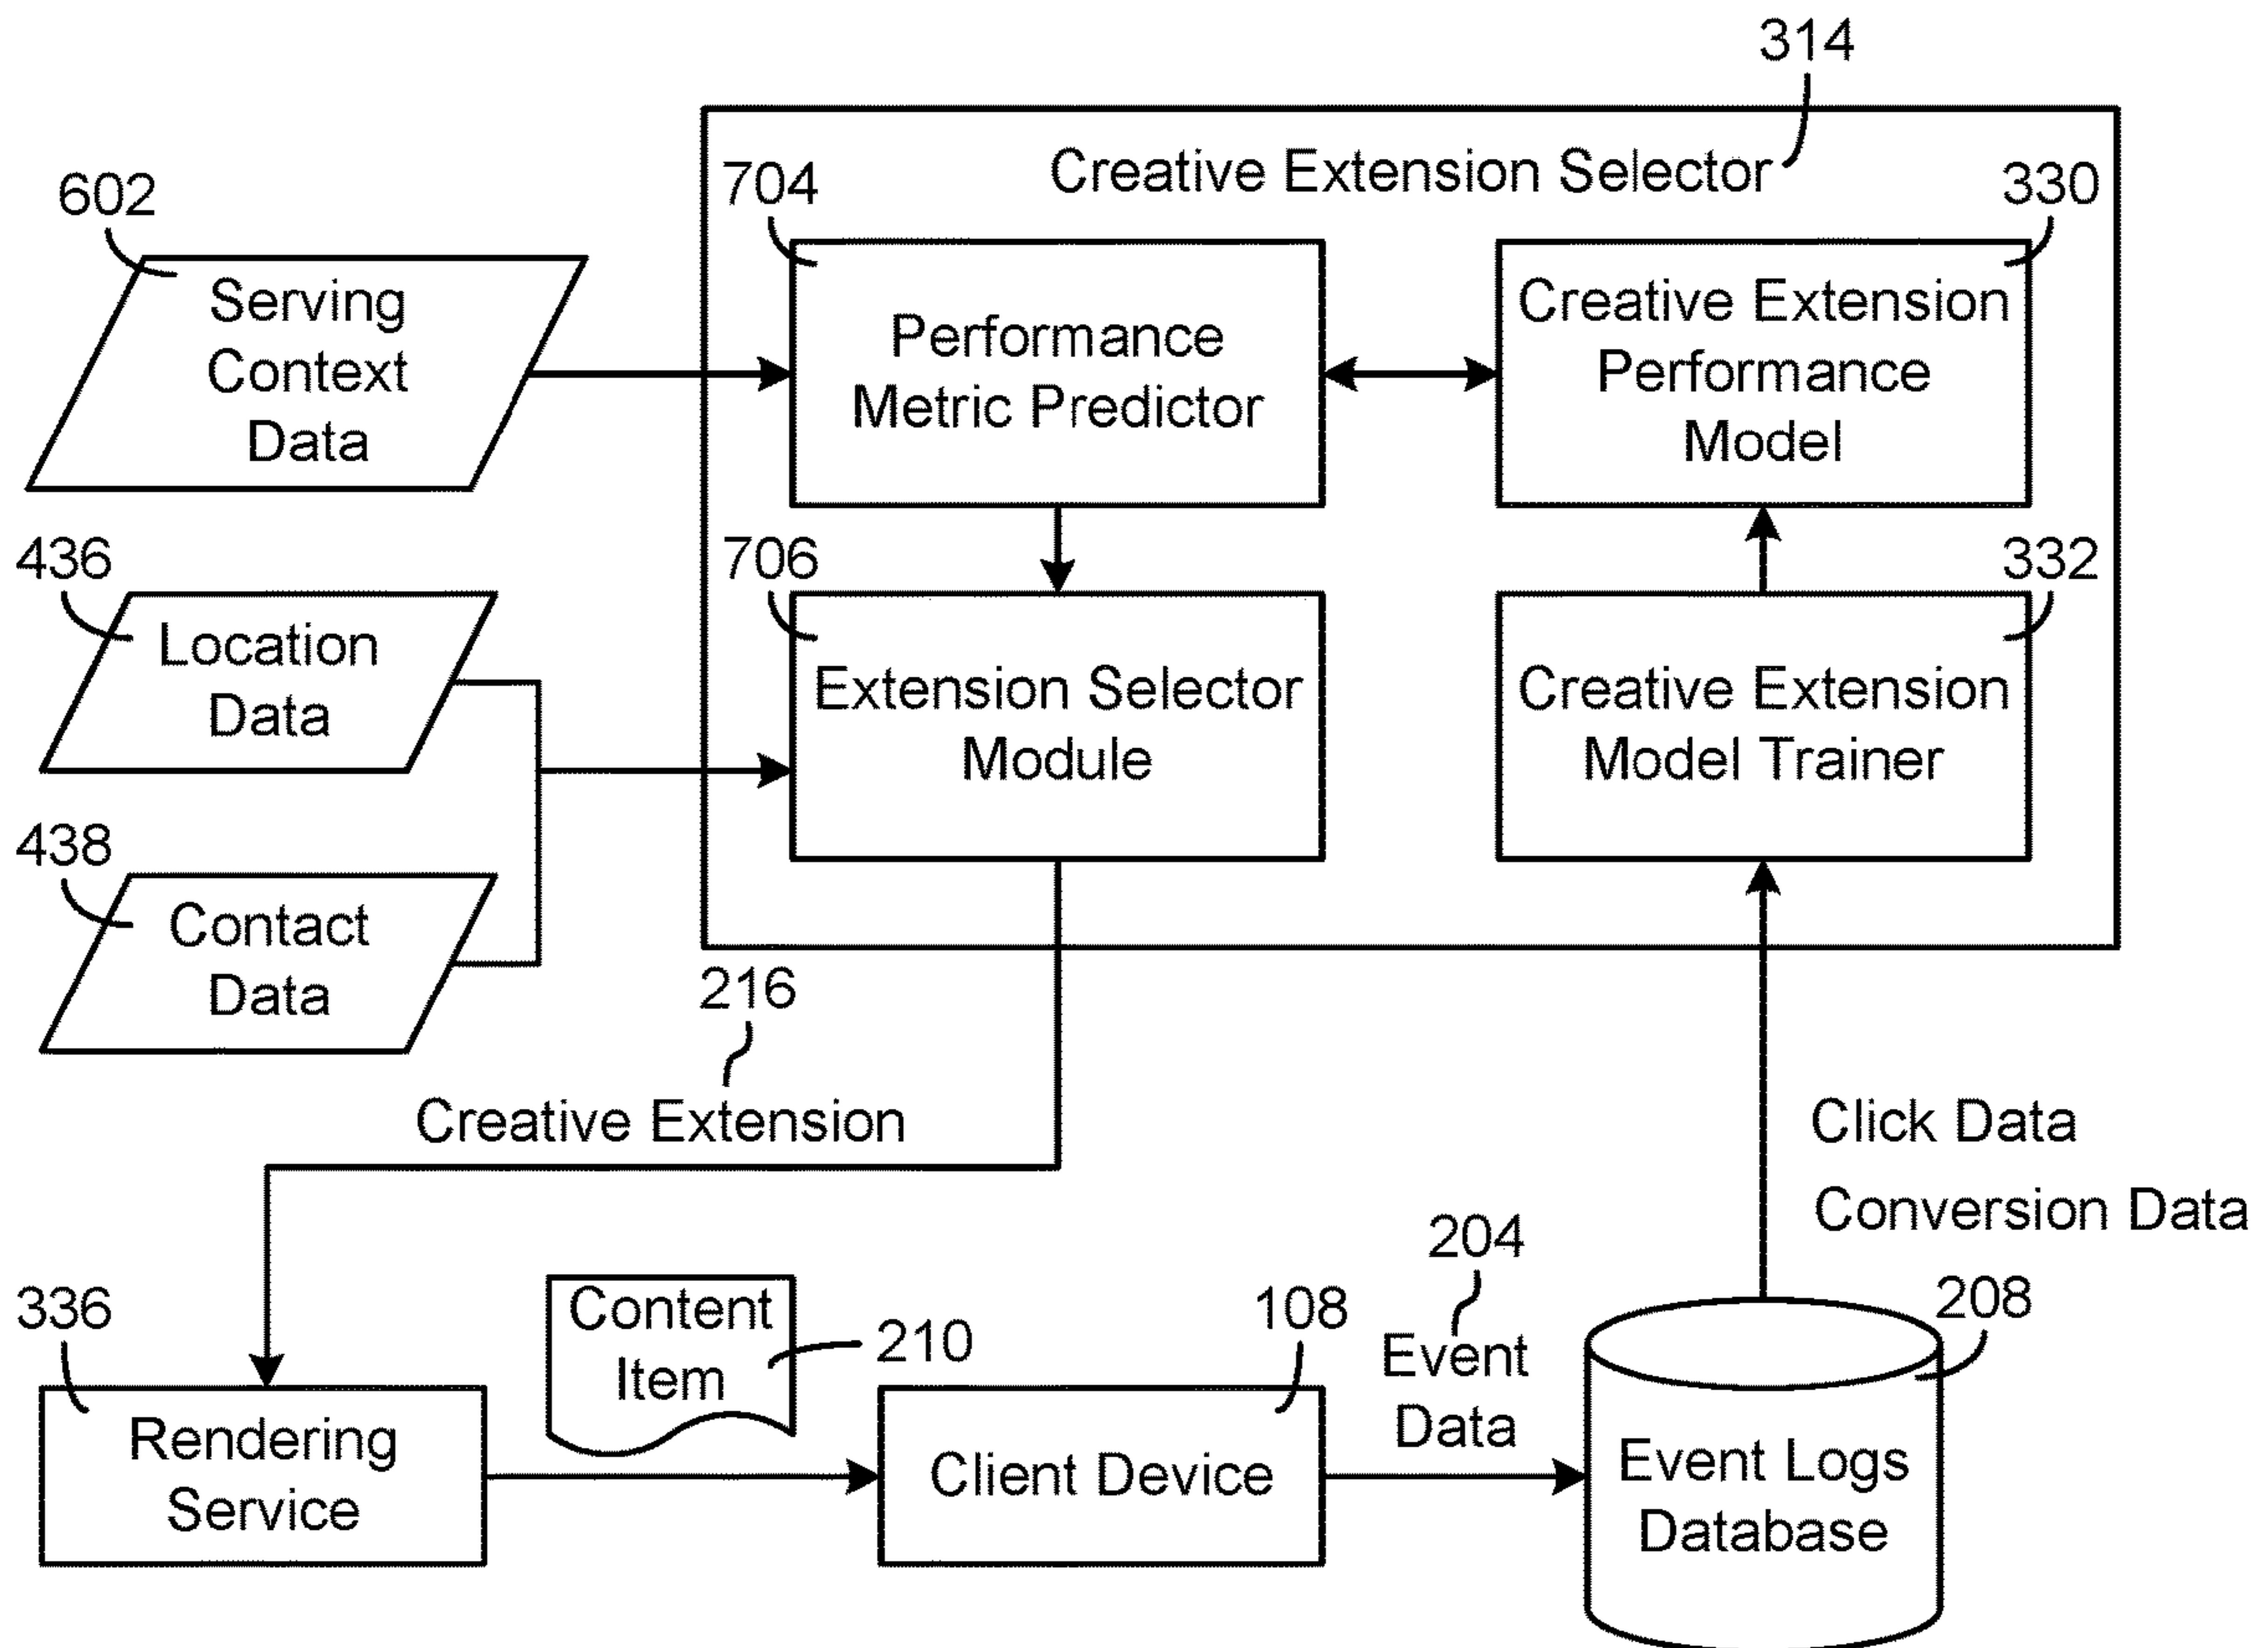 314
Creative Extension Selector
602
704
330
Serving
Context
Data
Performance
Metric Predictor
Creative Extension
Performance
Model
436
706
332
Location
Data
Extension Selector
Module
Creative Extension
Model Trainer
438
Contact
Data
216
Creative Extension
Click Data
Conversion Data
336
Content
Item
210
108
204
Event
Data
208
Rendering
Service
Client Device
Event Logs
Database